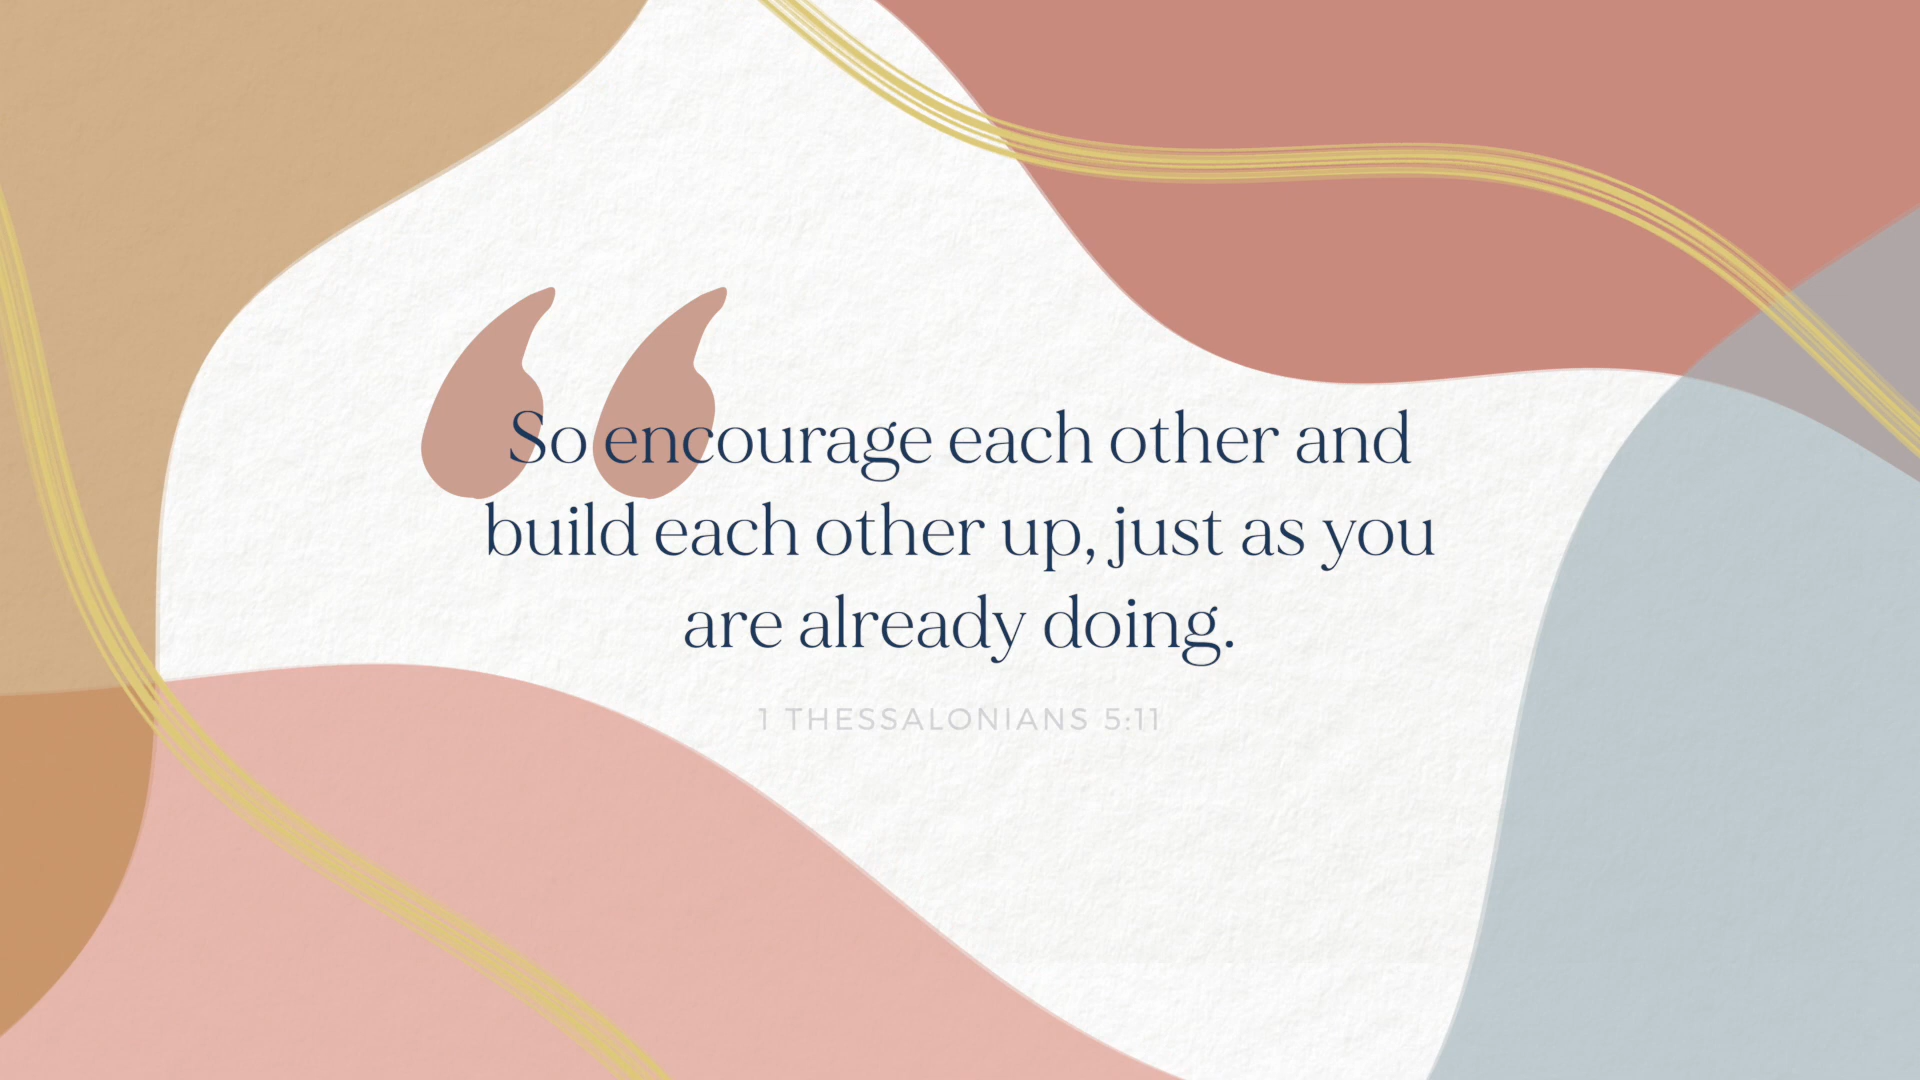 So encourage each other and
build each other up, just as you
are already doing.
1 THESSALONIANS 5:11